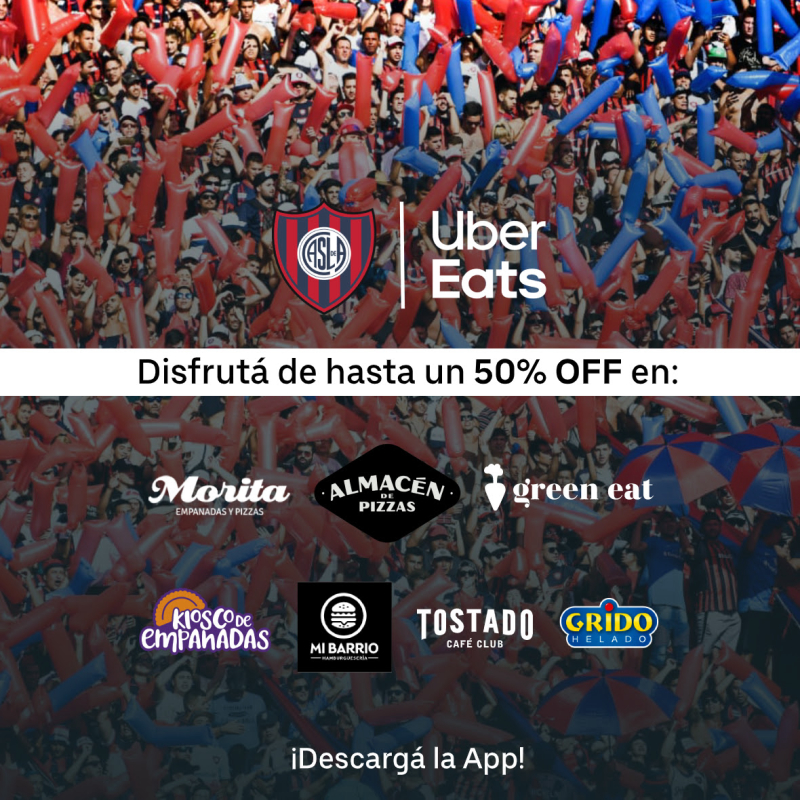 CASLA
Uber
Eats
Disfrutá de hasta un 50% OFF en:
Morita
EMPANADAS Y PIZZAS
ALMACÉN
DE
PIZZAS
green eat
KIOSCO DE
EMPANADAS
MI BARRIO
HAMBURGUESERÍA
TOSTADO
CAFÉ CLUB
GRIDO
HELADO
¡Descargá la App!